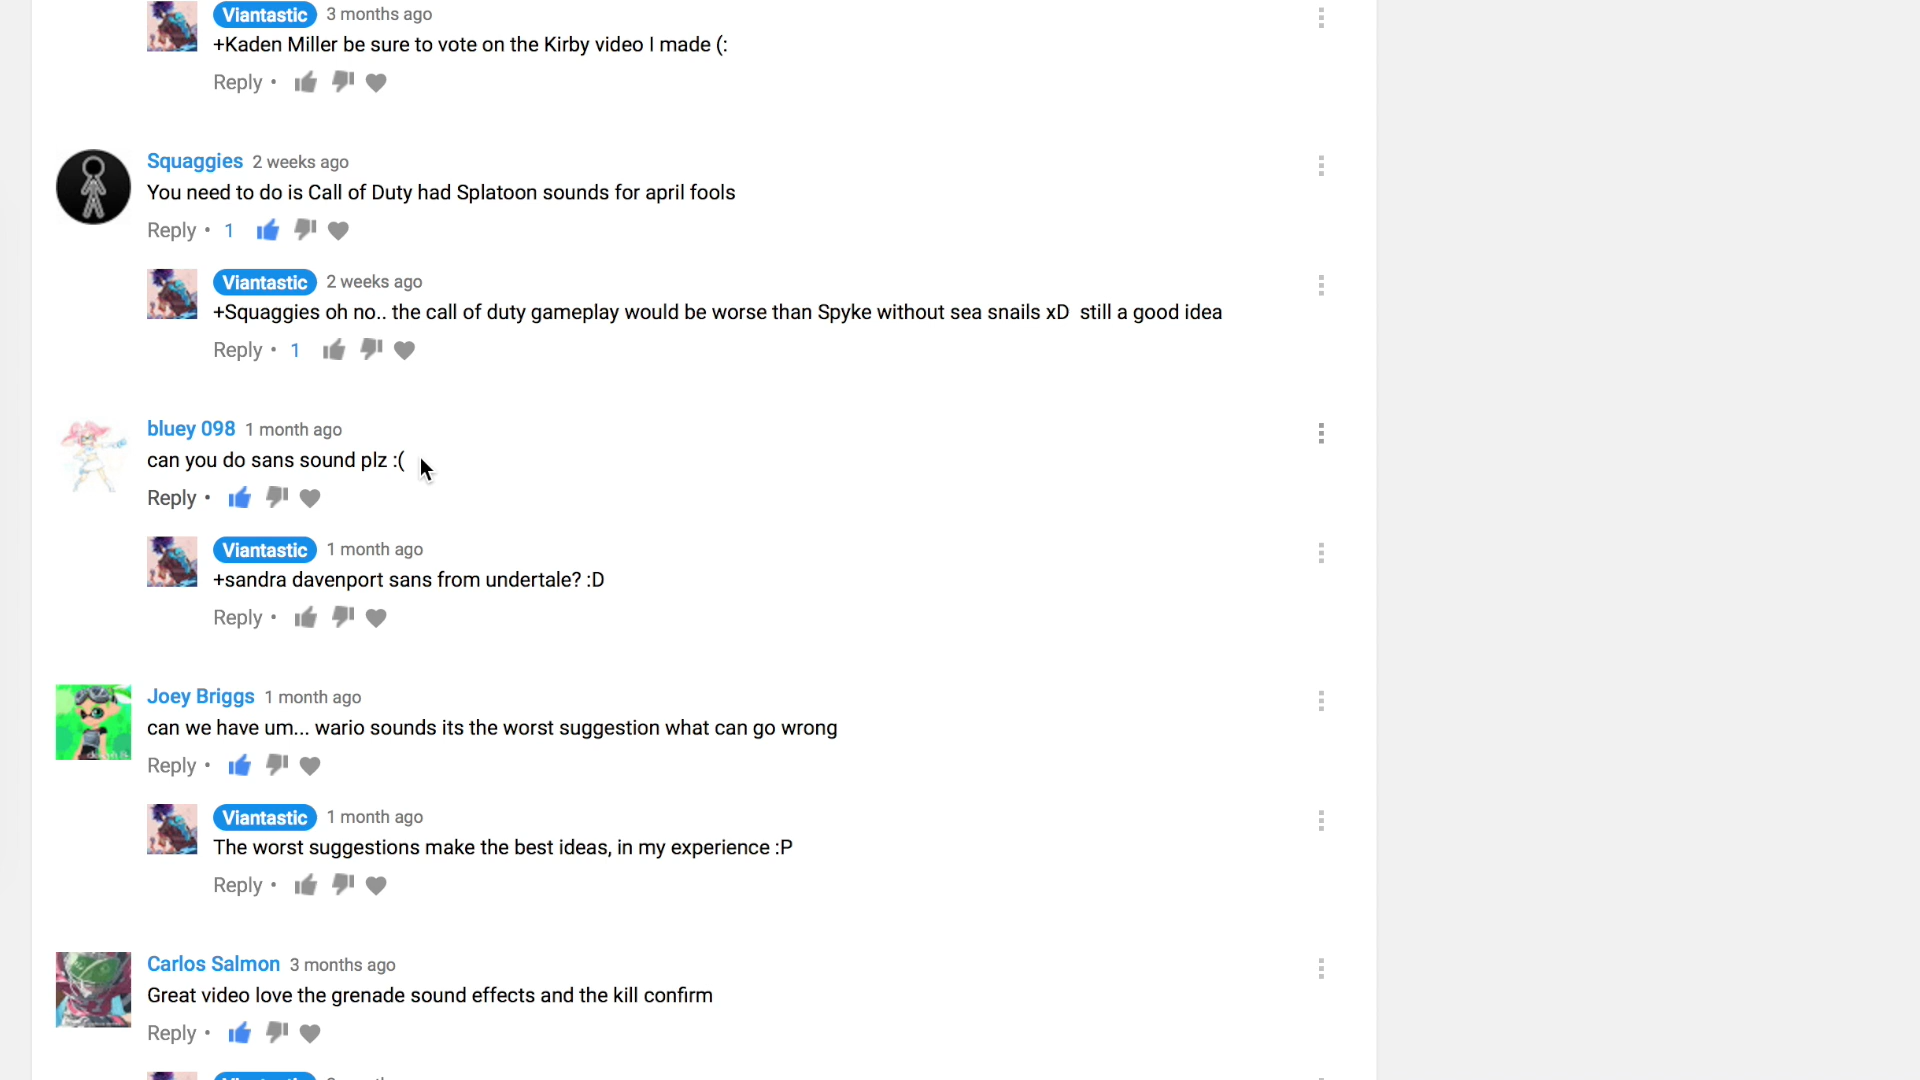 Viantastic 3 months ago
+Kaden Miller be sure to vote on the Kirby video I made (:
Reply •
Squaggies 2 weeks ago
You need to do is Call of Duty had Splatoon sounds for april fools
Reply • 1
Viantastic 2 weeks ago
+Squaggies oh no.. the call of duty gameplay would be worse than Spyke without sea snails xD  still a good idea
Reply • 1
bluey 098 1 month ago
can you do sans sound plz :(
Reply •
Viantastic 1 month ago
+sandra davenport sans from undertale? :D
Reply •
Joey Briggs 1 month ago
can we have um... wario sounds its the worst suggestion what can go wrong
Reply •
Viantastic 1 month ago
The worst suggestions make the best ideas, in my experience :P
Reply •
Carlos Salmon 3 months ago
Great video love the grenade sound effects and the kill confirm
Reply •